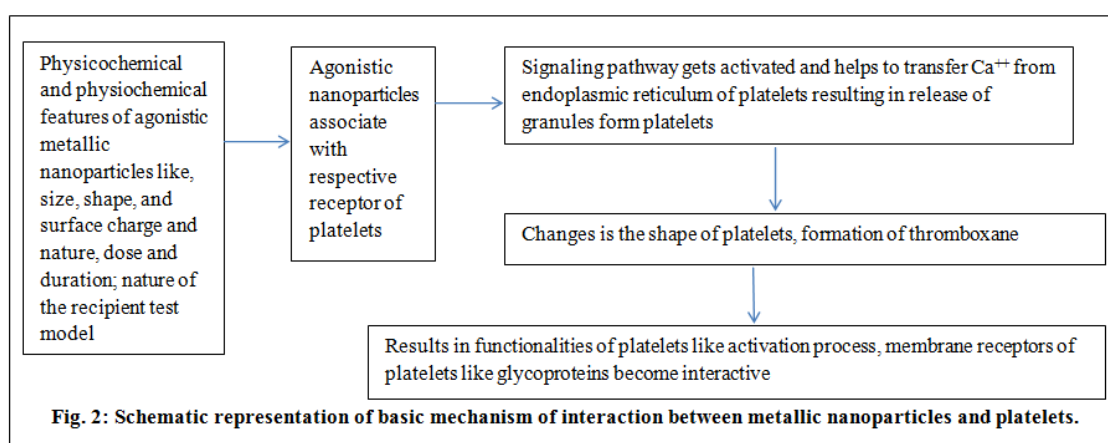 Physicochemical
and physiochemical
features of agonistic
metallic
nanoparticles like,
size, shape, and
surface charge and
nature, dose and
duration; nature of
the recipient test
model
Agonistic
nanoparticles
associate
with
respective
receptor of
platelets
Signaling pathway gets activated and helps to transfer Ca⁺⁺ from
endoplasmic reticulum of platelets resulting in release of
granules form platelets
Changes is the shape of platelets, formation of thromboxane
Results in functionalities of platelets like activation process, membrane receptors of
platelets like glycoproteins become interactive
Fig. 2: Schematic representation of basic mechanism of interaction between metallic nanoparticles and platelets.